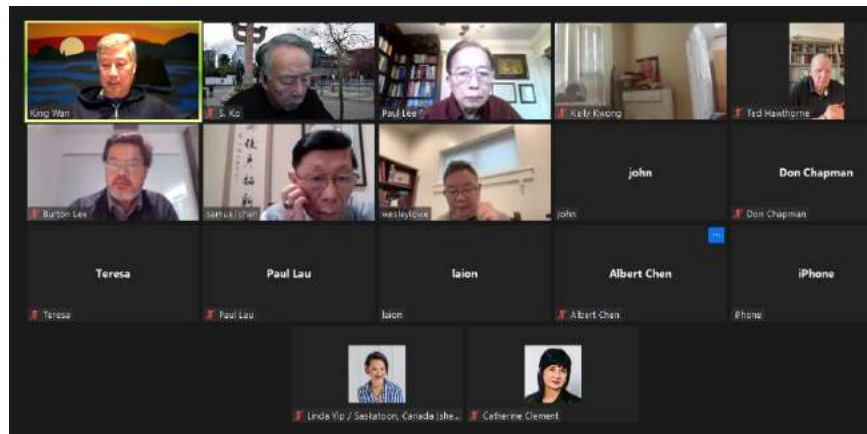 King Wan
S. Ko
Paul Lee
Kelly Kwong
Ted Hawthorne
Burton Lee
samuel chan
wesleylowe
john
john
Don Chapman
Don Chapman
Teresa
Teresa
Paul Lau
Paul Lau
laion
laion
Albert Chen
Albert Chen
iPhone
iPhone
Linda Yip / Saskatoon, Canada (she...
Catherine Clement